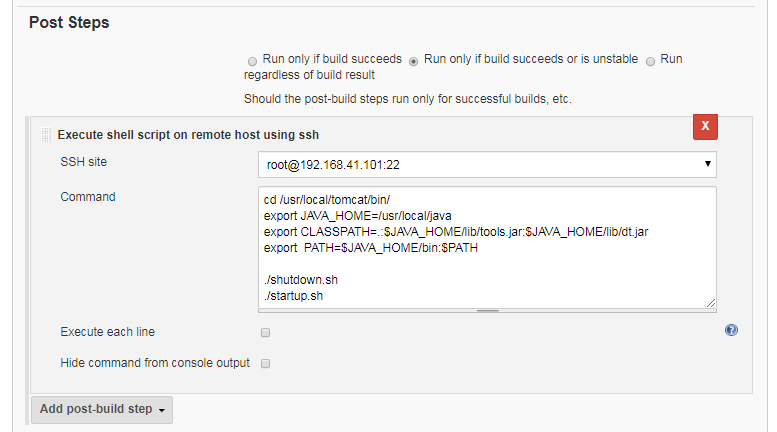 Post Steps
Run only if build succeeds Run only if build succeeds or is unstable Run
regardless of build result
Should the post-build steps run only for successful builds, etc.
X
Execute shell script on remote host using ssh
SSH site
root@192.168.41.101:22
Command
cd /usr/local/tomcat/bin/
export JAVA_HOME=/usr/local/java
export CLASSPATH=.:$JAVA_HOME/lib/tools.jar:$JAVA_HOME/lib/dt.jar
export  PATH=$JAVA_HOME/bin:$PATH
./shutdown.sh
./startup.sh
Execute each line
?
Hide command from console output
Add post-build step